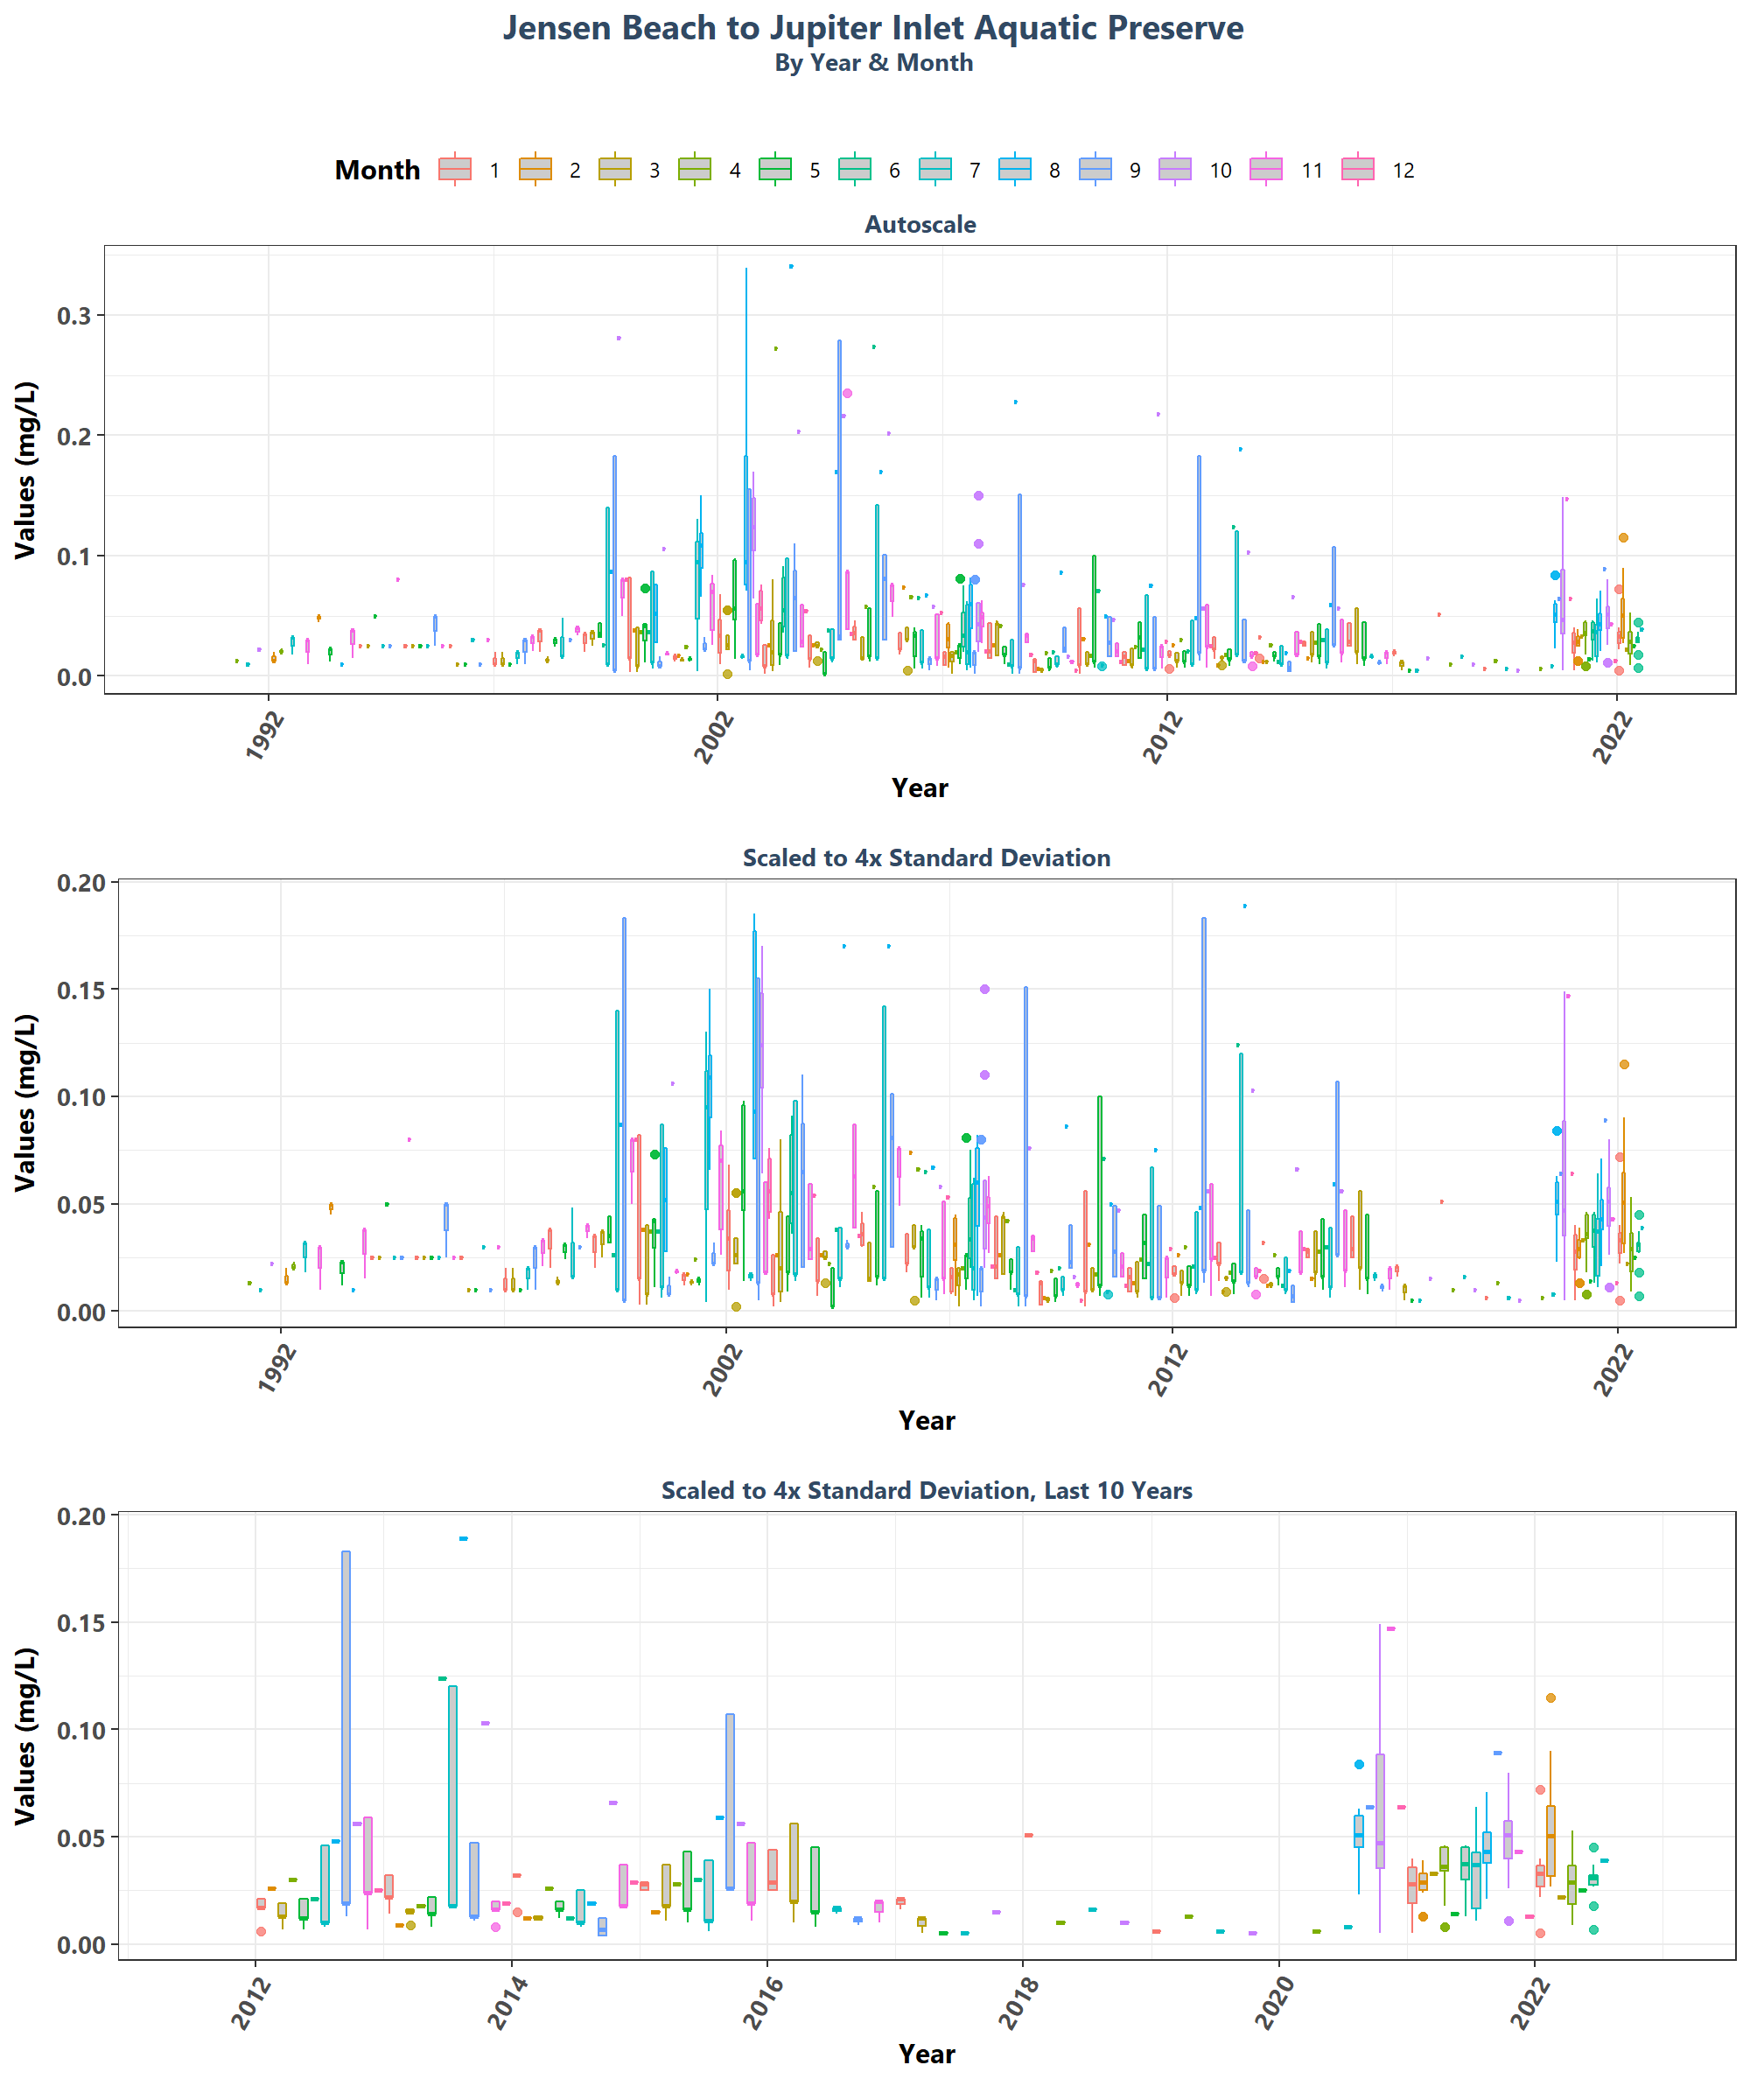 Jensen Beach to Jupiter Inlet Aquatic Preserve
By Year & Month
Month 1 2 3 4 5 6 7 8 9 10 11 12
Autoscale
Values (mg/L)
0.3
0.2
0.1
0.0
1992 2002 2012 2022
Year
Scaled to 4x Standard Deviation
Values (mg/L)
0.20
0.15
0.10
0.05
0.00
1992 2002 2012 2022
Year
Scaled to 4x Standard Deviation, Last 10 Years
Values (mg/L)
0.20
0.15
0.10
0.05
0.00
2012 2014 2016 2018 2020 2022
Year